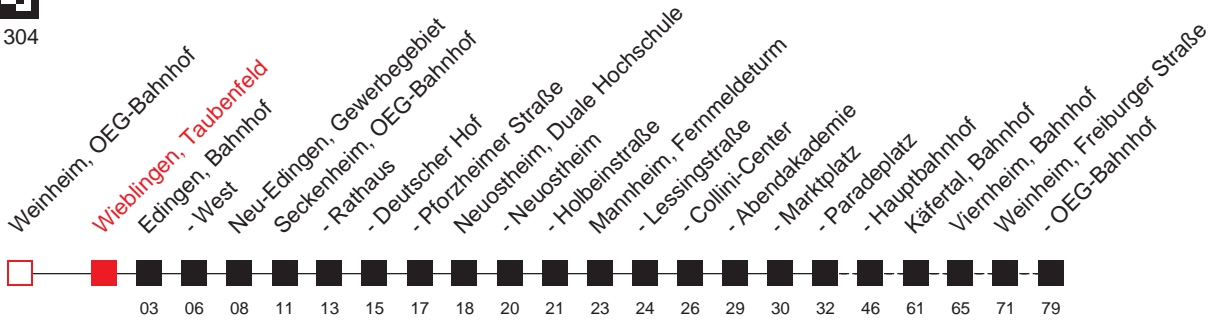 304
Weinheim, OEG-Bahnhof
Wieblingen, Taubenfeld
Edingen, Bahnhof
- West
Neu-Edingen, Gewerbegebiet
Seckenheim, OEG-Bahnhof
- Rathaus
- Deutscher Hof
- Pforzheimer Straße
Neuostheim, Duale Hochschule
- Neuostheim
- Holbeinstraße
Mannheim, Fernmeldeturm
- Lessingstraße
- Collini-Center
- Abendakademie
- Marktplatz
- Paradeplatz
- Hauptbahnhof
Käfertal, Bahnhof
Viernheim, Bahnhof
Weinheim, Freiburger Straße
- OEG-Bahnhof
03 06 08 11 13 15 17 18 20 21 23 24 26 29 30 32 46 61 65 71 79